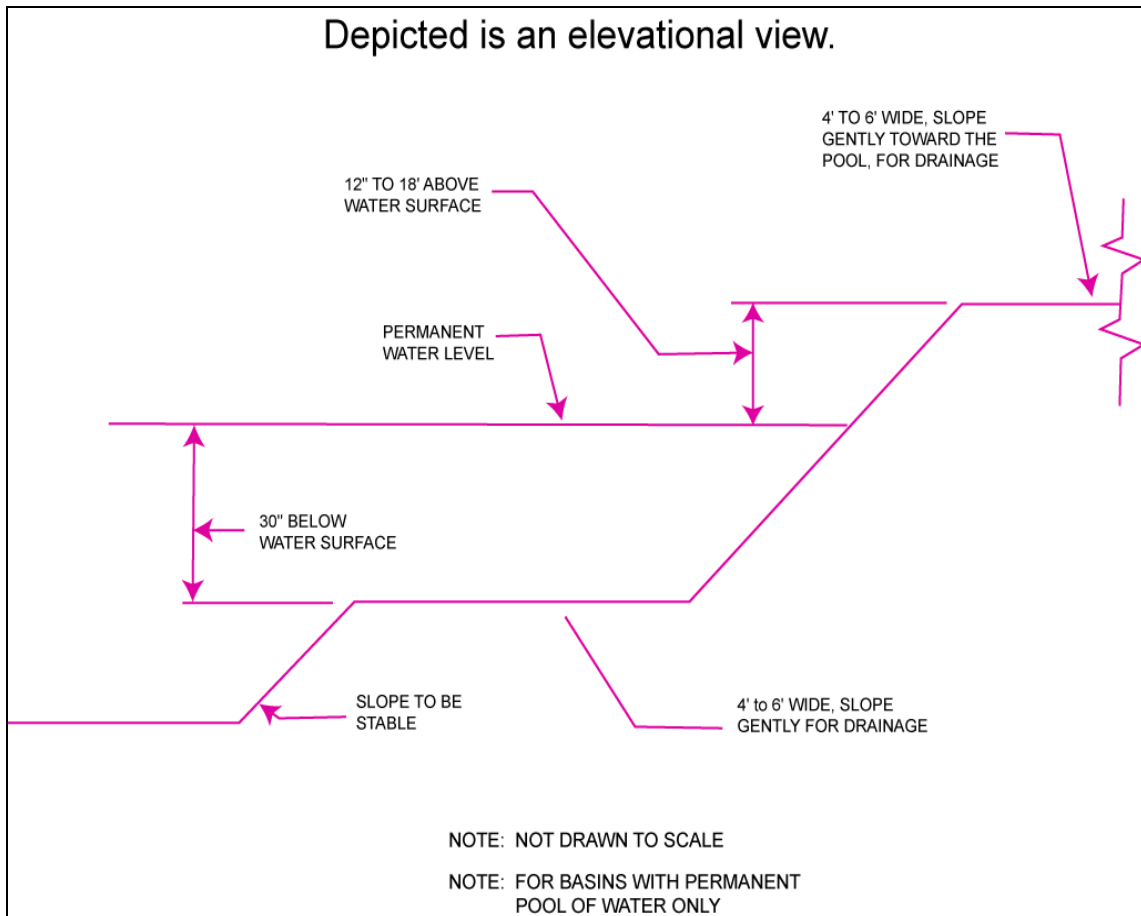 Depicted is an elevational view.
4' TO 6' WIDE, SLOPE
GENTLY TOWARD THE
POOL, FOR DRAINAGE
12" TO 18' ABOVE
WATER SURFACE
PERMANENT
WATER LEVEL
30" BELOW
WATER SURFACE
SLOPE TO BE
STABLE
4' to 6' WIDE, SLOPE
GENTLY FOR DRAINAGE
NOTE: NOT DRAWN TO SCALE
NOTE: FOR BASINS WITH PERMANENT
POOL OF WATER ONLY